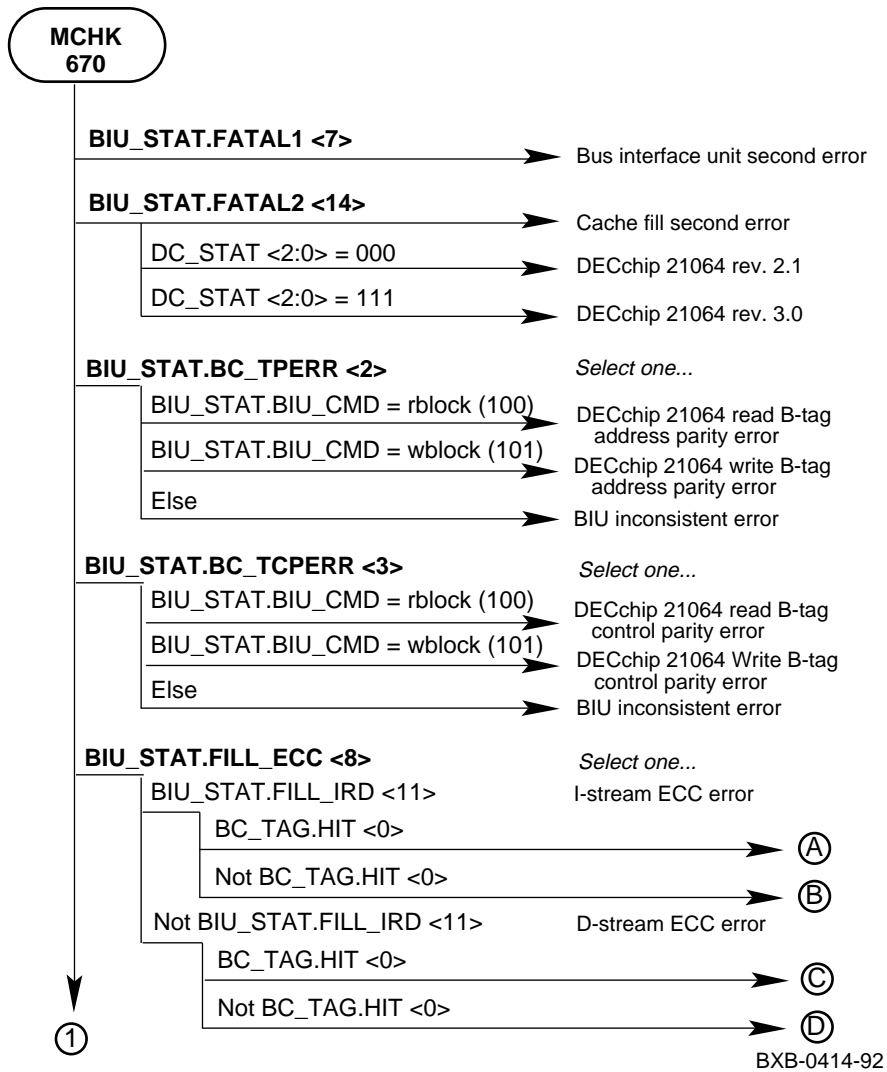 MCHK
670
BIU_STAT.FATAL1 <7>
Bus interface unit second error
BIU_STAT.FATAL2 <14>
Cache fill second error
DC_STAT <2:0> = 000
DECchip 21064 rev. 2.1
DC_STAT <2:0> = 111
DECchip 21064 rev. 3.0
BIU_STAT.BC_TPERR <2>
Select one...
BIU_STAT.BIU_CMD = rblock (100)
DECchip 21064 read B-tag
address parity error
BIU_STAT.BIU_CMD = wblock (101)
DECchip 21064 write B-tag
address parity error
Else
BIU inconsistent error
BIU_STAT.BC_TCPERR <3>
Select one...
BIU_STAT.BIU_CMD = rblock (100)
DECchip 21064 read B-tag
control parity error
BIU_STAT.BIU_CMD = wblock (101)
DECchip 21064 Write B-tag
control parity error
Else
BIU inconsistent error
BIU_STAT.FILL_ECC <8>
Select one...
BIU_STAT.FILL_IRD <11>
I-stream ECC error
BC_TAG.HIT <0>
A
Not BC_TAG.HIT <0>
B
Not BIU_STAT.FILL_IRD <11>
D-stream ECC error
BC_TAG.HIT <0>
C
Not BC_TAG.HIT <0>
D
1
BXB-0414-92